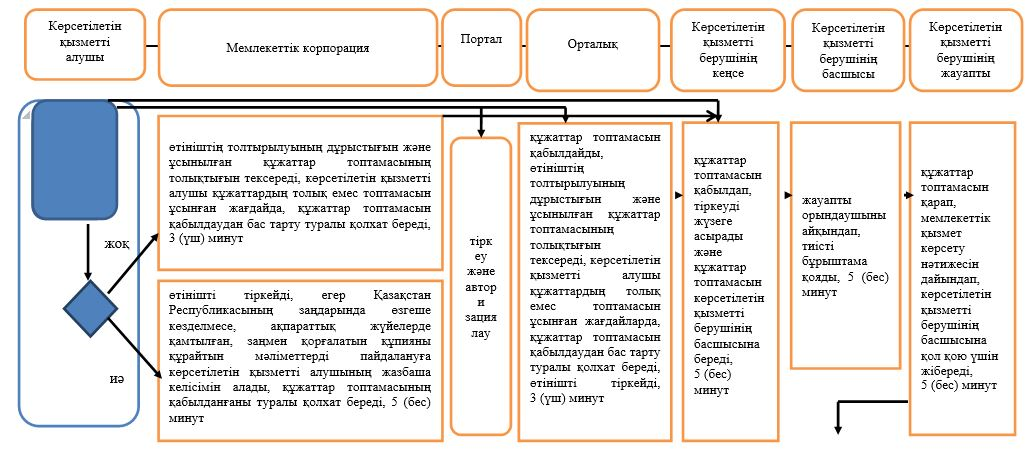 Көрсетілетін
қызметті
алушы
Мемлекеттік корпорация
Портал
Орталық
Көрсетілетін
қызметті
берушінің
кеңсе
Көрсетілетін
қызметті
берушінің
басшысы
Көрсетілетін
қызметті
берушінің
жауапты
жоқ
иә
өтініштің толтырылуының дұрыстығын және
ұсынылған құжаттар топтамасының
толықтығын тексереді, көрсетілетін қызметті
алушы құжаттардың толық емес топтамасын
ұсынған жағдайда, құжаттар топтамасын
қабылдаудан бас тарту туралы қолхат береді,
3 (үш) минут
өтінішті тіркейді, егер Қазақстан
Республикасының заңдарында өзгеше
көзделмесе, ақпараттық жүйелерде
қамтылған, заңмен қорғалатын құпияны
құрайтын мәліметтерді пайдалануға
көрсетілетін қызметті алушының жазбаша
келісімін алады, құжаттар топтамасының
қабылданғаны туралы қолхат береді, 5 (бес)
минут
тірк
еу
және
автор
и
зация
лау
құжаттар топтамасын
қабылдайды,
өтініштің
толтырылуының
дұрыстығын және
ұсынылған құжаттар
топтамасының
толықтығын
тексереді, көрсетілетін
қызметті алушы
құжаттардың толық
емес топтамасын
ұсынған жағдайларда,
құжаттар топтамасын
қабылдаудан бас тарту
туралы қолхат береді,
өтінішті тіркейді,
3 (үш) минут
құжаттар
топтамасын
қабылдап,
тіркеуді
жүзеге
асырады
және
құжаттар
топтамасын
көрсетілетін
қызметті
берушінің
басшысына
береді,
5 (бес)
минут
жауапты
орындаушыны
айқындап,
тиісті
бұрыштама
қояды, 5 (бес)
минут
құжаттар
топтамасын
қарап,
мемлекеттік
қызмет
көрсету
нәтижесін
дайындап,
көрсетілетін
қызметті
берушінің
басшысына
қол қою үшін
жібереді,
5 (бес) минут